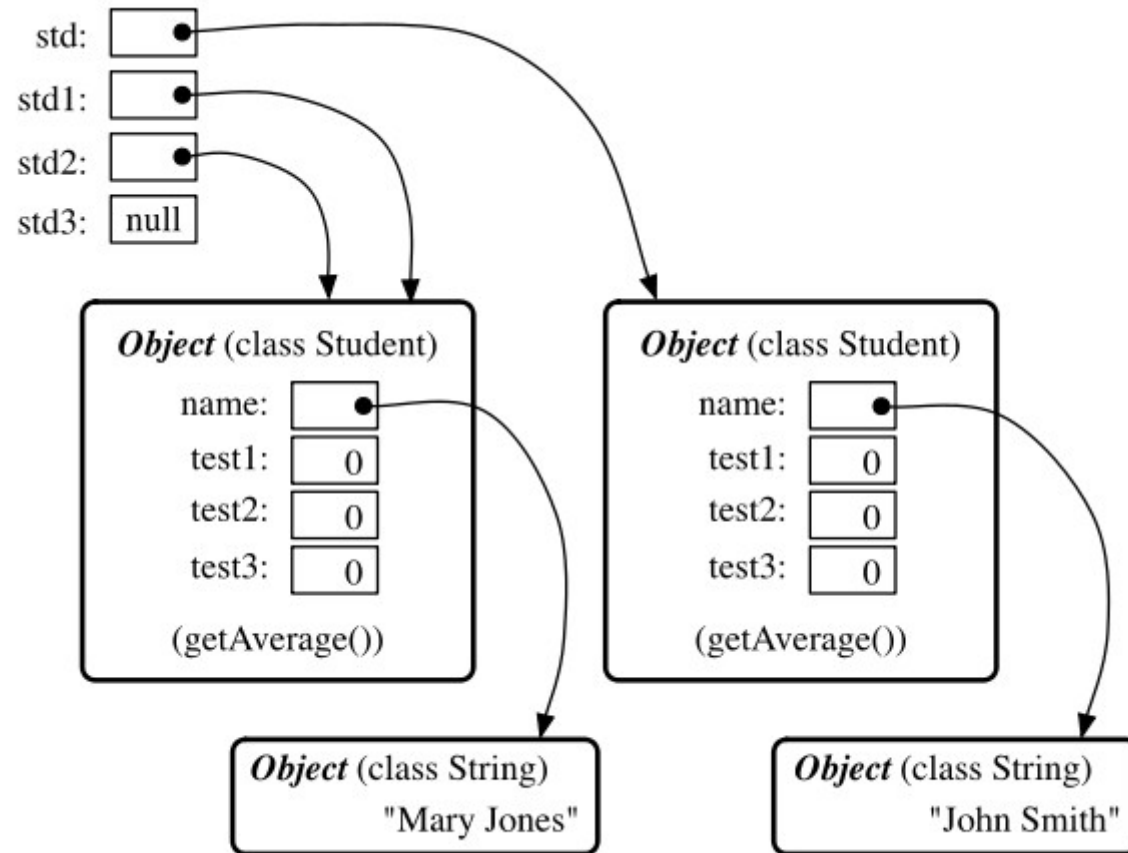 std:
std1:
std2:
std3: null
Object (class Student)
name:
test1: 0
test2: 0
test3: 0
(getAverage())
Object (class Student)
name:
test1: 0
test2: 0
test3: 0
(getAverage())
Object (class String)
"Mary Jones"
Object (class String)
"John Smith"